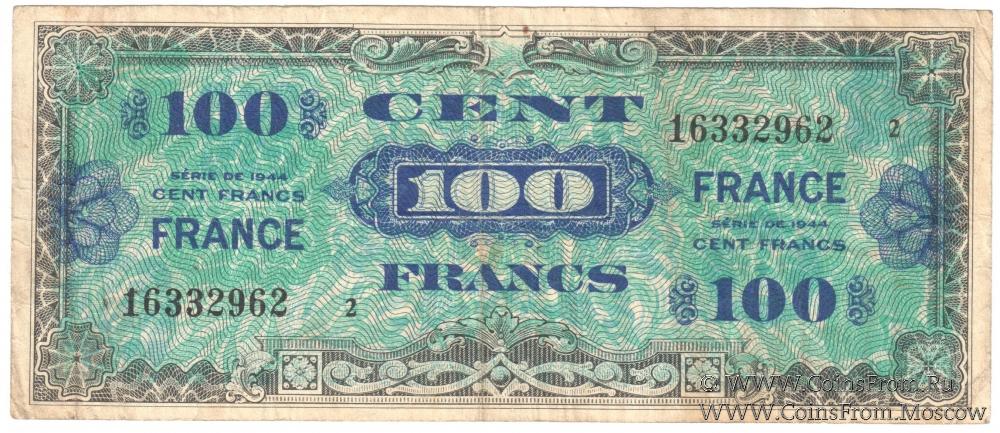 100 CENT 16332962 2
SÉRIE DE 1944
CENT FRANCS
FRANCE
100
FRANCE
SÉRIE DE 1944
CENT FRANCS
16332962 2
FRANCS
100
© www.CoinsFrom.Ru
www.CoinsFrom.Moscow